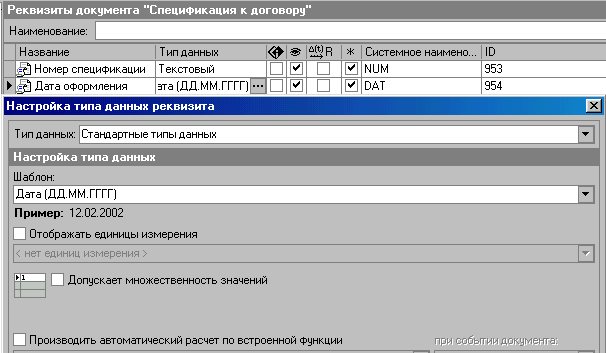 Реквизиты документа "Спецификация к договору"
Наименование:
Название Тип данных Δ(t) R * Системное наимено... ID
Номер спецификации Текстовый NUM 953
Дата оформления эта (ДД.ММ.ГГГГ) ... DAT 954
Настройка типа данных реквизита
Тип данных: Стандартные типы данных
Настройка типа данных
Шаблон:
Дата (ДД.ММ.ГГГГ)
Пример: 12.02.2002
Отображать единицы измерения
< нет единиц измерения >
1
Допускает множественность значений
Производить автоматический расчет по встроенной функции при событии документа: